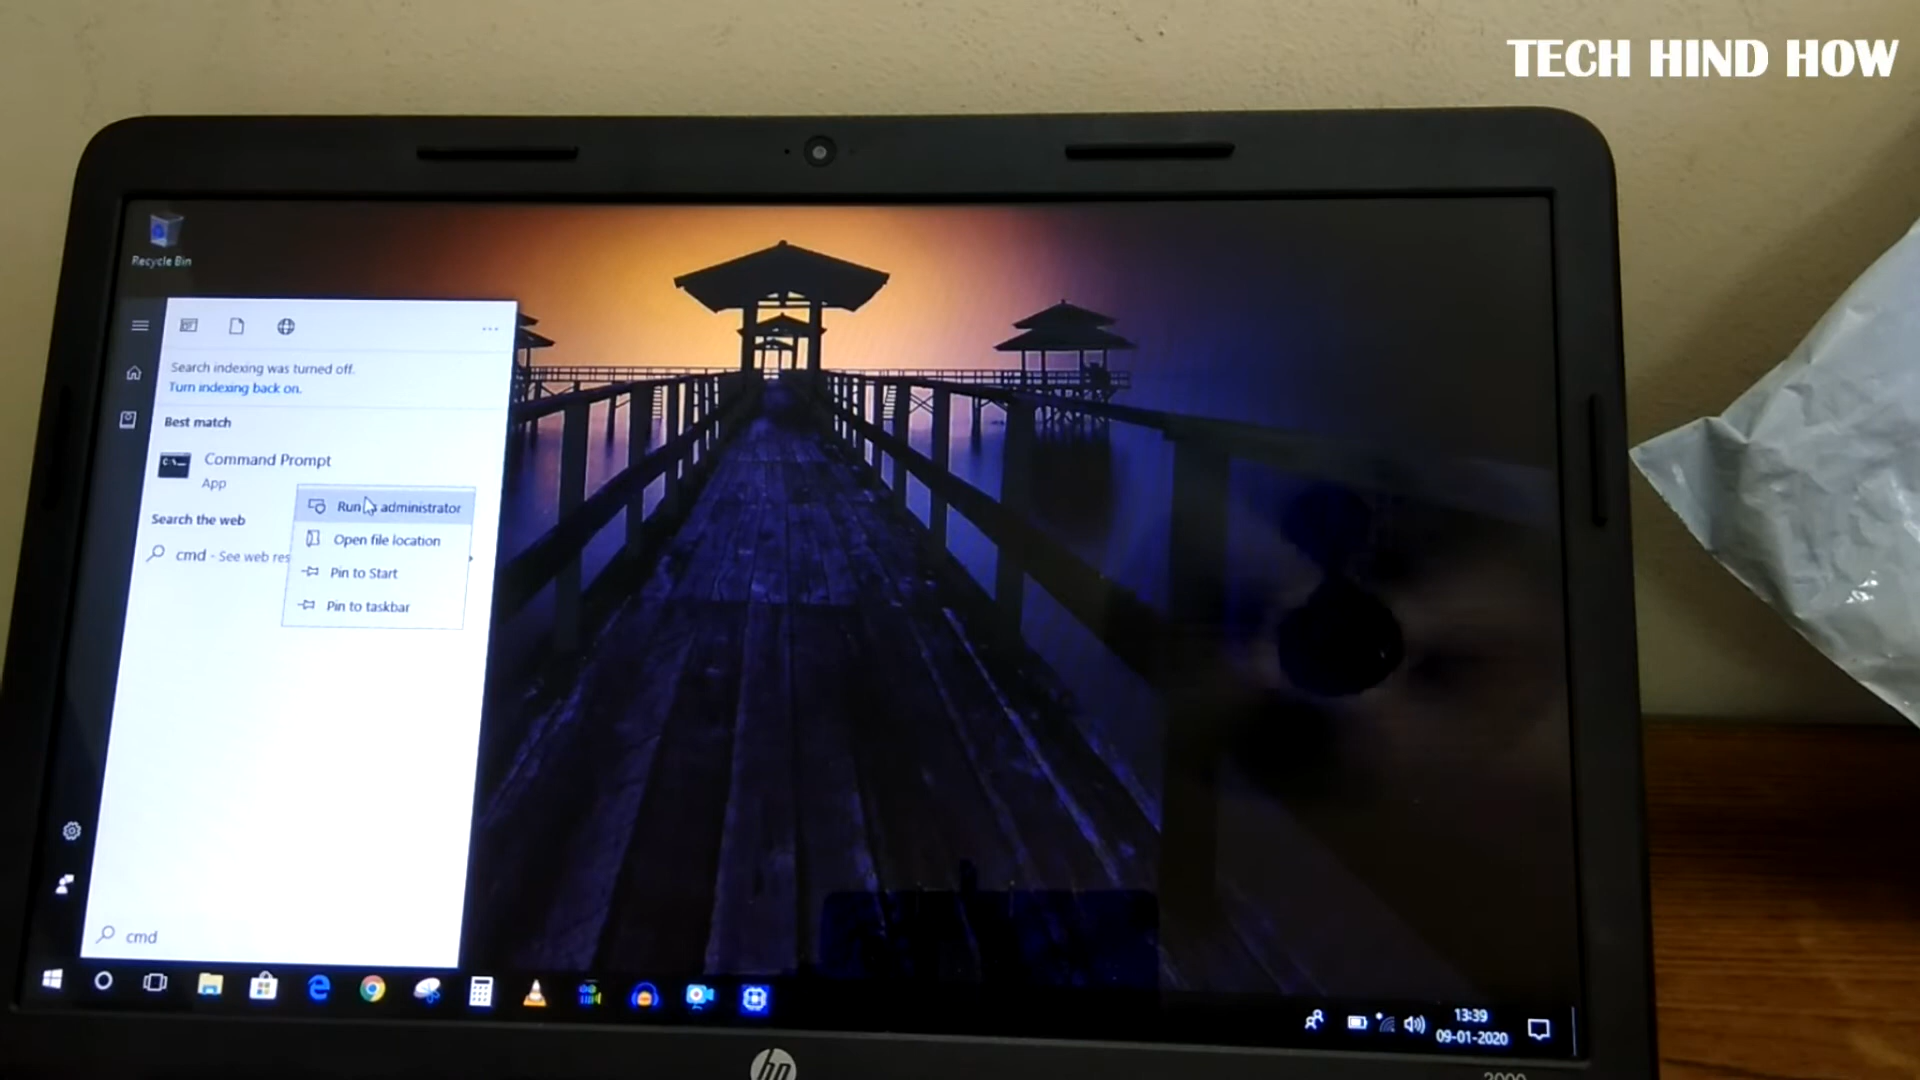 TECH HIND HOW
Recycle Bin
Search indexing was turned off.
Turn indexing back on.
Best match
Command Prompt
App
Run administrator
Open file location
Search the web
cmd - See web res
Pin to Start
Pin to taskbar
cmd
13:39
09-01-2020
hp